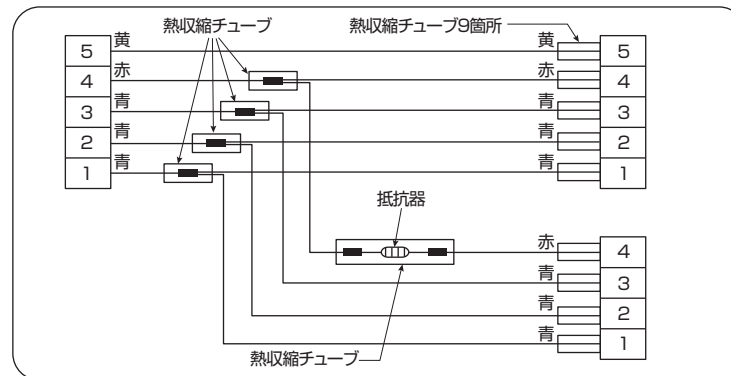 熱収縮チューブ
熱収縮チューブ9箇所
5 黄 黄 5
4 赤 赤 4
3 青 青 3
2 青 青 2
1 青 青 1
抵抗器
赤 4
青 3
青 2
青 1
熱収縮チューブ